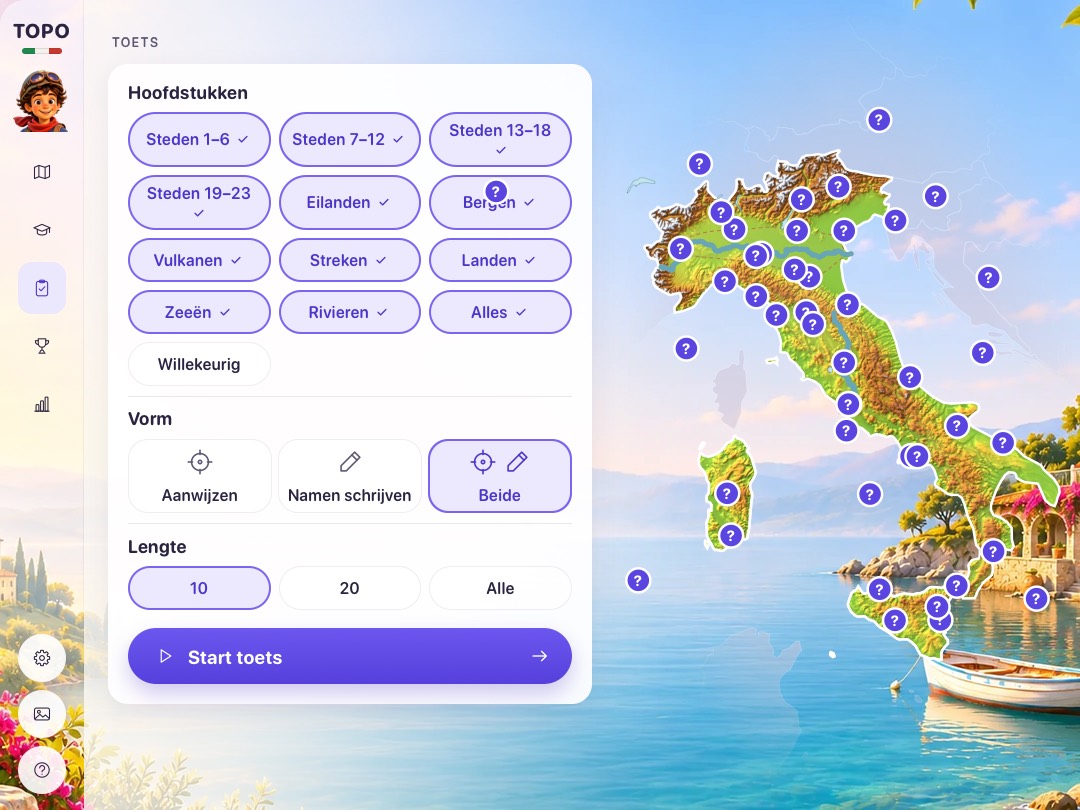 TOPO
TOETS
Hoofdstukken
Steden 1–6 ✓
Steden 7–12 ✓
Steden 13–18 ✓
Steden 19–23 ✓
Eilanden ✓
Bergen ✓
Vulkanen ✓
Streken ✓
Landen ✓
Zeeën ✓
Rivieren ✓
Alles ✓
Willekeurig
Vorm
Aanwijzen
Namen schrijven
Beide
Lengte
10
20
Alle
Start toets